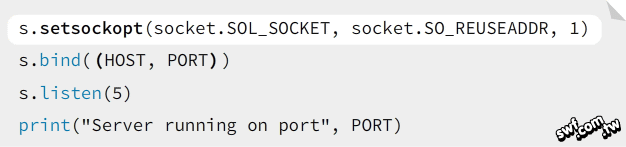 s.setsockopt(socket.SOL_SOCKET, socket.SO_REUSEADDR, 1)
s.bind((HOST, PORT))
s.listen(5)
print("Server running on port", PORT)
swf.com.tw